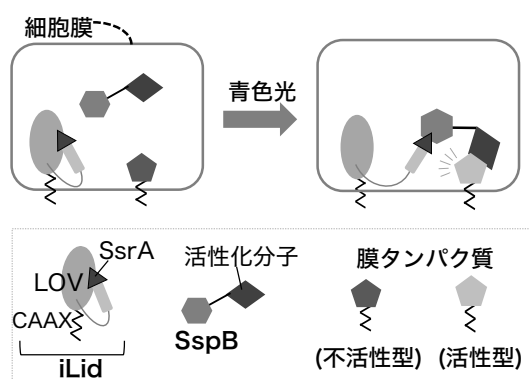 細胞膜
青色光
SsrA
LOV
CAAX
iLid
活性化分子
SspB
膜タンパク質
(不活性型) (活性型)